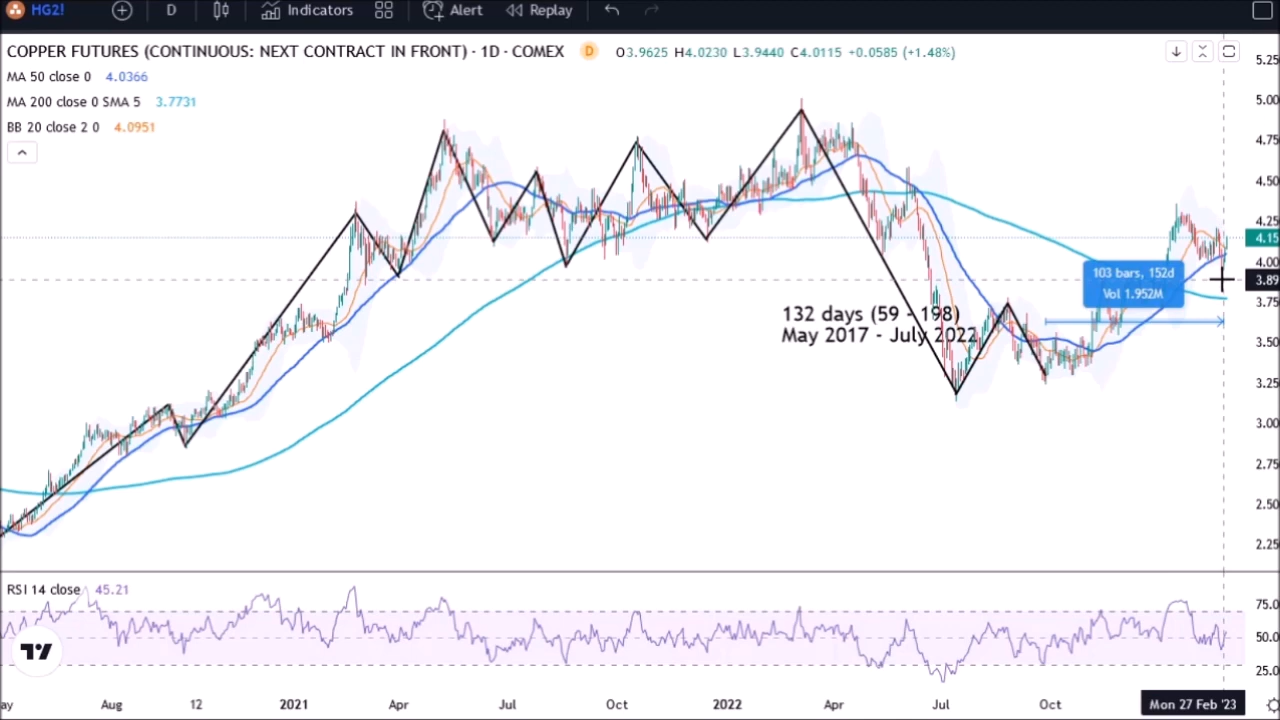 HG2! D Indicators Alert Replay
COPPER FUTURES (CONTINUOUS: NEXT CONTRACT IN FRONT) · 1D · COMEX D O3.9625 H4.0230 L3.9440 C4.0115 +0.0585 (+1.48%)
MA 50 close 0 4.0366
MA 200 close 0 SMA 5 3.7731
BB 20 close 2 0 4.0951
5.25
5.00
4.75
4.50
4.25
4.15
4.00
3.89
3.75
3.50
3.25
3.00
2.75
2.50
2.25
103 bars, 152d
Vol 1.952M
132 days (59 - 198)
May 2017 - July 2022
RSI 14 close 45.21
75.0
50.0
25.0
ay Aug 12 2021 Apr Jul Oct 2022 Apr Jul Oct Mon 27 Feb '23